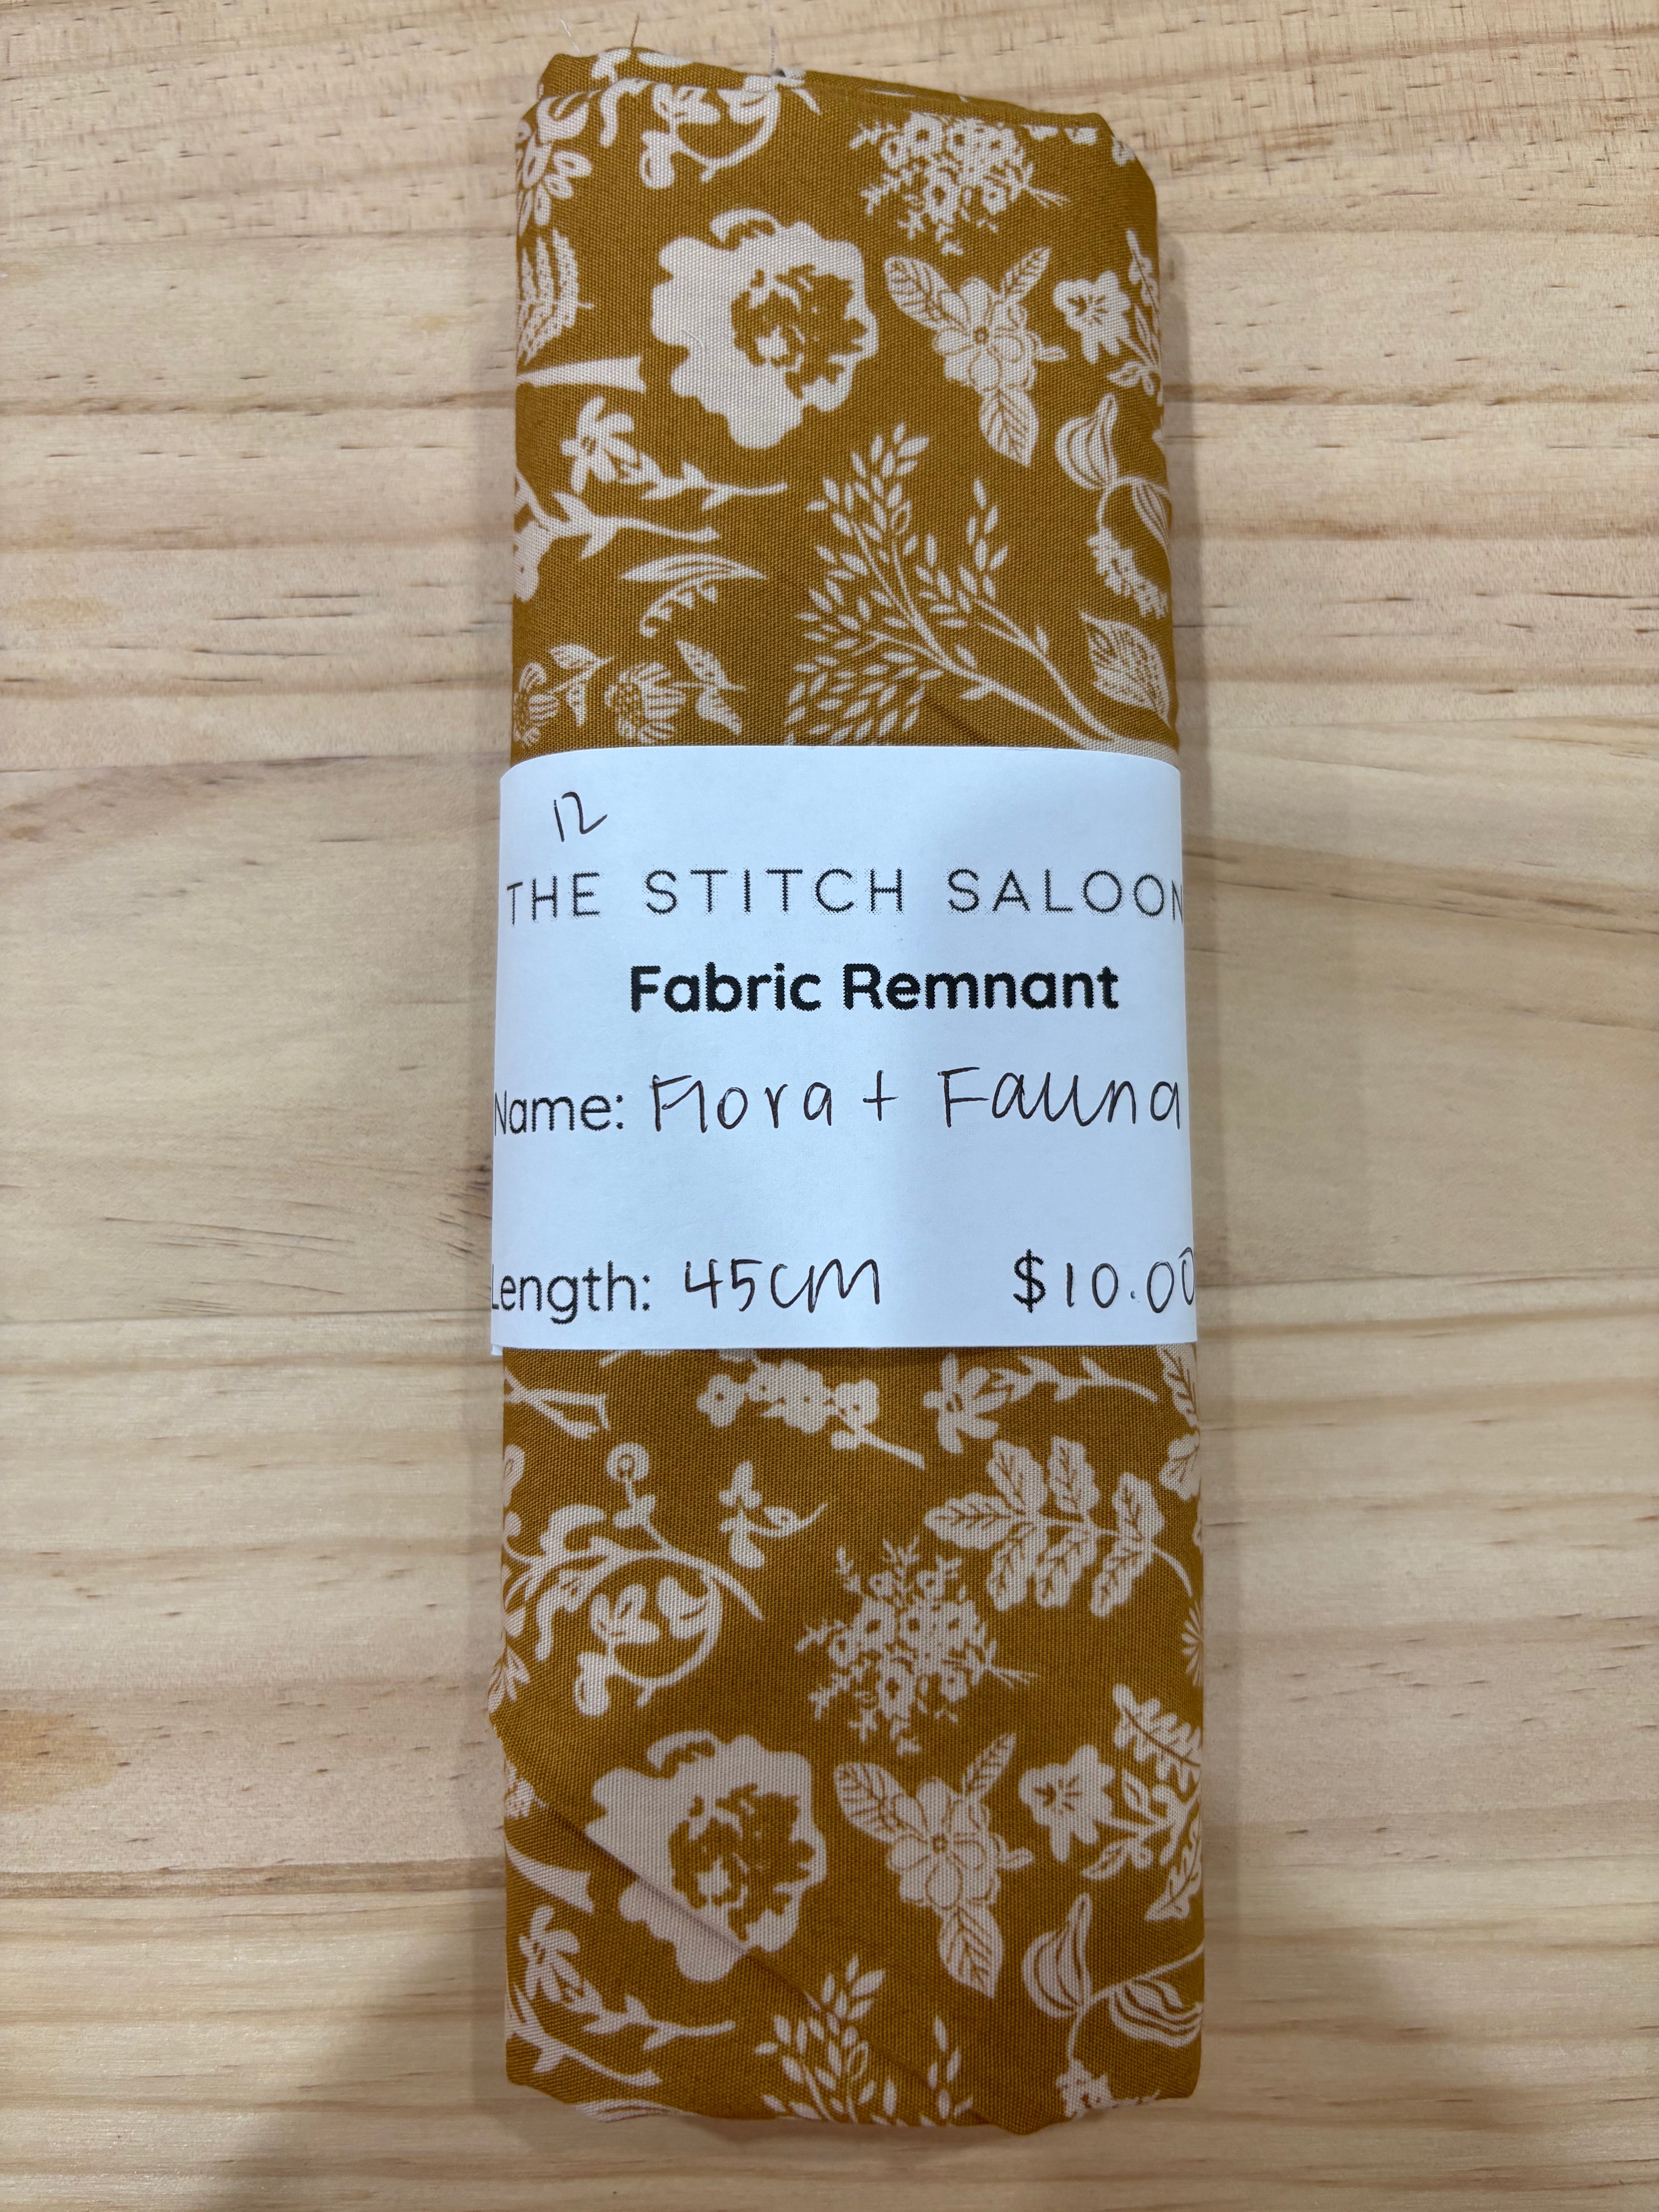 12
THE STITCH SALOON
Fabric Remnant
Name: Flora + Fauna
Length: 45cm $10.00